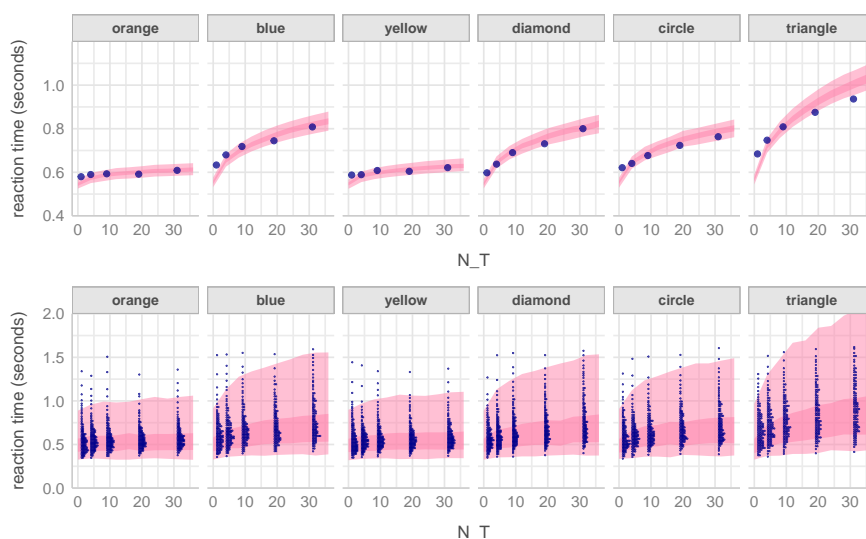 orange blue yellow diamond circle triangle
reaction time (seconds)
1.0
0.8
0.6
0.4
0 10 20 30 0 10 20 30 0 10 20 30 0 10 20 30 0 10 20 30 0 10 20 30
N_T
orange blue yellow diamond circle triangle
reaction time (seconds)
2.0
1.5
1.0
0.5
0.0
0 10 20 30 0 10 20 30 0 10 20 30 0 10 20 30 0 10 20 30 0 10 20 30
N_T